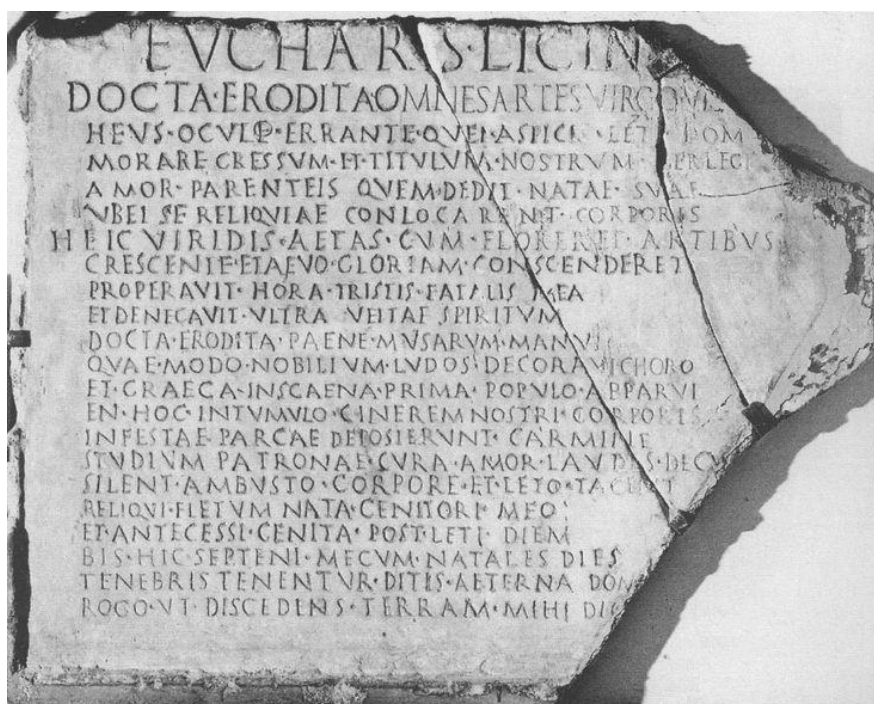 EVCHARIS·LICIN
DOCTA·ERODITA·OMNES ARTES VIRGO·VI
HEVS·OCVLO·ERRANTE·QVEI·ASPICIS·LETI DOM
MORARE GRESSVM·ET·TITVLVM·NOSTRVM PERLEGE
AMOR·PARENTEIS QVEM·DEDIT·NATAE·SVAE
VBEI SE RELIQVIAE CONLOCARENT·CORPORIS
HEIC VIRIDIS·AETAS·CVM·FLORERET·ARTIBVS
CRESCENTE·ET AEVO·GLORIAM·CONSCENDERET
PROPERAVIT·HORA·TRISTIS·FATALIS MEA
ET DENEGAVIT·VLTRA VEITAE SPIRITVM
DOCTA·ERODITA·PAENE·MVSARVM·MANV
QVAE·MODO·NOBILIVM·LVDOS·DECORAVI CHORO
ET·GRAECA·IN SCAENA·PRIMA·POPVLO·APPARVI
EN·HOC·IN TVMVLO·CINEREM NOSTRI·CORPORIS
INFESTAE·PARCAE DEPOSIERVNT·CARMINE
STVDIVM PATRONAE CVRA·AMOR·LAVDES·DECVS
SILENT·AMBVSTO·CORPORE·ET·LETO·TACENT
RELIQVI·FLETVM NATA·GENITORI·MEO
ET·ANTECESSI·GENITA·POST·LETI·DIEM
BIS·HIC·SEPTENI·MECVM·NATALES DIES
TENEBRIS TENENTVR·DITIS·AETERNA DOM
ROGO·VT·DISCEDENS·TERRAM·MIHI DIC